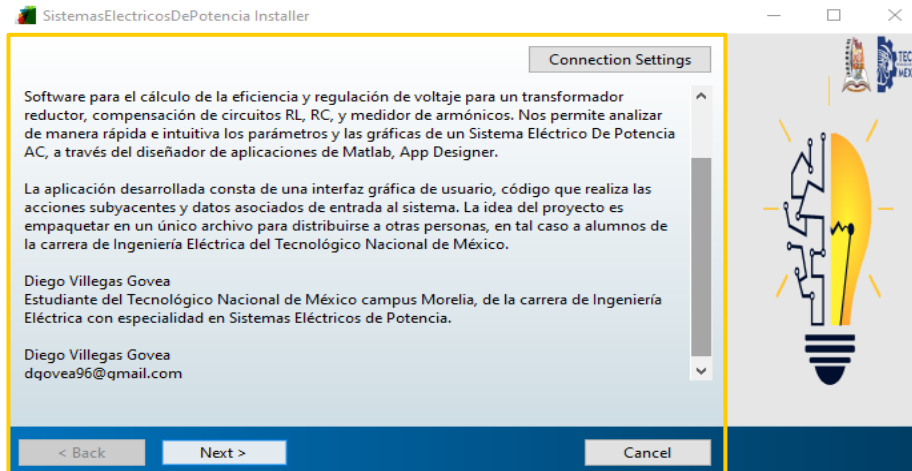 SistemasElectricosDePotencia Installer
Connection Settings
Software para el cálculo de la eficiencia y regulación de voltaje para un transformador
reductor, compensación de circuitos RL, RC, y medidor de armónicos. Nos permite analizar
de manera rápida e intuitiva los parámetros y las gráficas de un Sistema Eléctrico De Potencia
AC, a través del diseñador de aplicaciones de Matlab, App Designer.
La aplicación desarrollada consta de una interfaz gráfica de usuario, código que realiza las
acciones subyacentes y datos asociados de entrada al sistema. La idea del proyecto es
empaquetar en un único archivo para distribuirse a otras personas, en tal caso a alumnos de
la carrera de Ingeniería Eléctrica del Tecnológico Nacional de México.
Diego Villegas Govea
Estudiante del Tecnológico Nacional de México campus Morelia, de la carrera de Ingeniería
Eléctrica con especialidad en Sistemas Eléctricos de Potencia.
Diego Villegas Govea
dgovea96@gmail.com
< Back
Next >
Cancel
TEC
MÉX